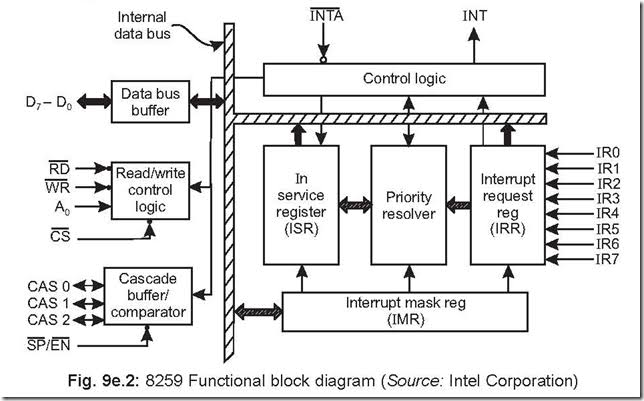 Internal
data bus
INTA
INT
Control logic
D7 – D0
Data bus
buffer
RD
WR
A0
CS
Read/write
control
logic
In
service
register
(ISR)
Priority
resolver
Interrupt
request
reg
(IRR)
IR0
IR1
IR2
IR3
IR4
IR5
IR6
IR7
CAS 0
CAS 1
CAS 2
SP/EN
Cascade
buffer/
comparator
Interrupt mask reg
(IMR)
Fig. 9e.2: 8259 Functional block diagram (Source: Intel Corporation)